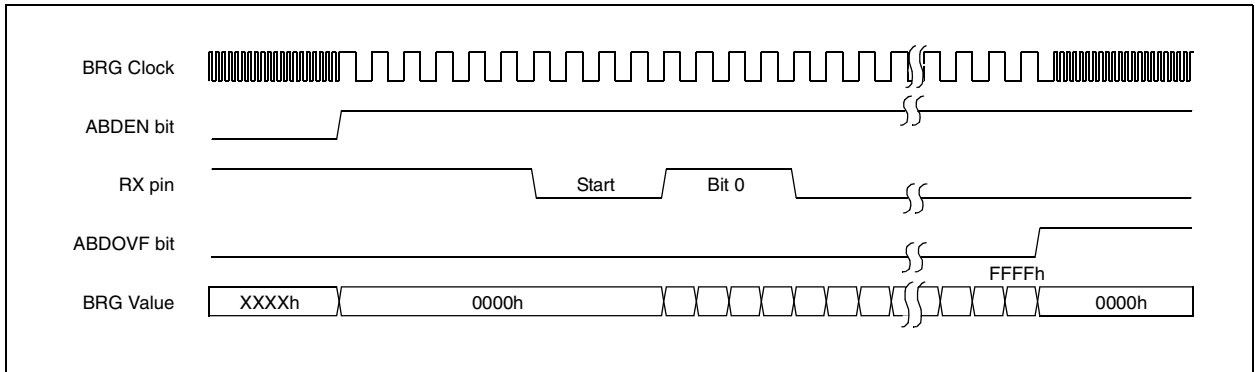 BRG Clock
ABDEN bit
RX pin
Start
Bit 0
ABDOVF bit
FFFFh
BRG Value
XXXXh
0000h
0000h